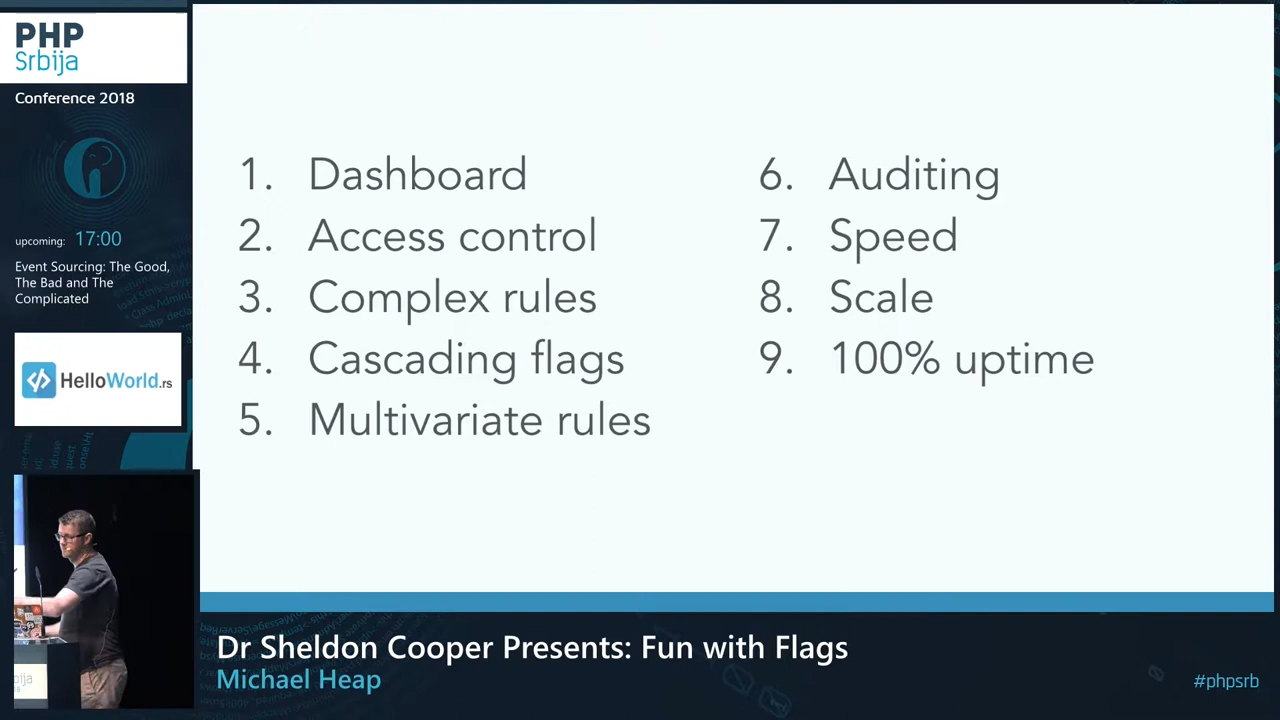 PHP
Srbija
Conference 2018
upcoming: 17:00
Event Sourcing: The Good,
The Bad and The
Complicated
HelloWorld.rs
1. Dashboard
2. Access control
3. Complex rules
4. Cascading flags
5. Multivariate rules
6. Auditing
7. Speed
8. Scale
9. 100% uptime
Dr Sheldon Cooper Presents: Fun with Flags
Michael Heap
#phpsrb